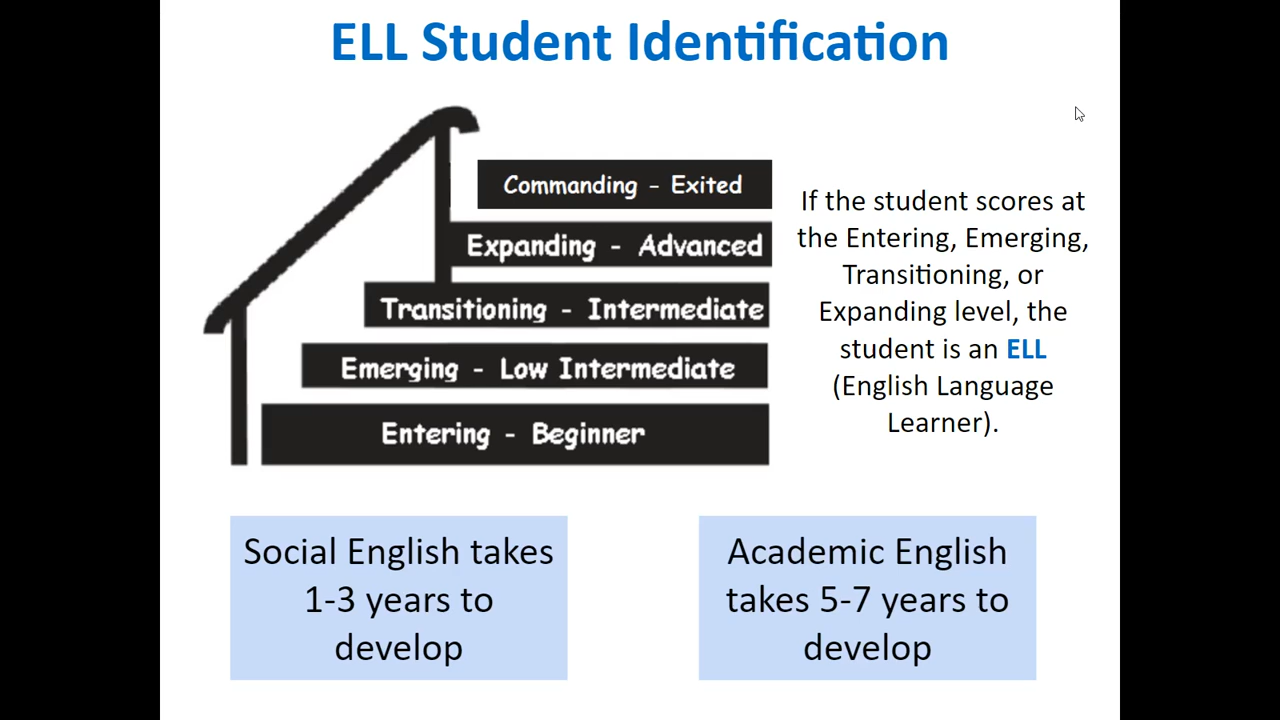 ELL Student Identification
Commanding - Exited
Expanding - Advanced
Transitioning - Intermediate
Emerging - Low Intermediate
Entering - Beginner
If the student scores at
the Entering, Emerging,
Transitioning, or
Expanding level, the
student is an ELL
(English Language
Learner).
Social English takes
1-3 years to
develop
Academic English
takes 5-7 years to
develop